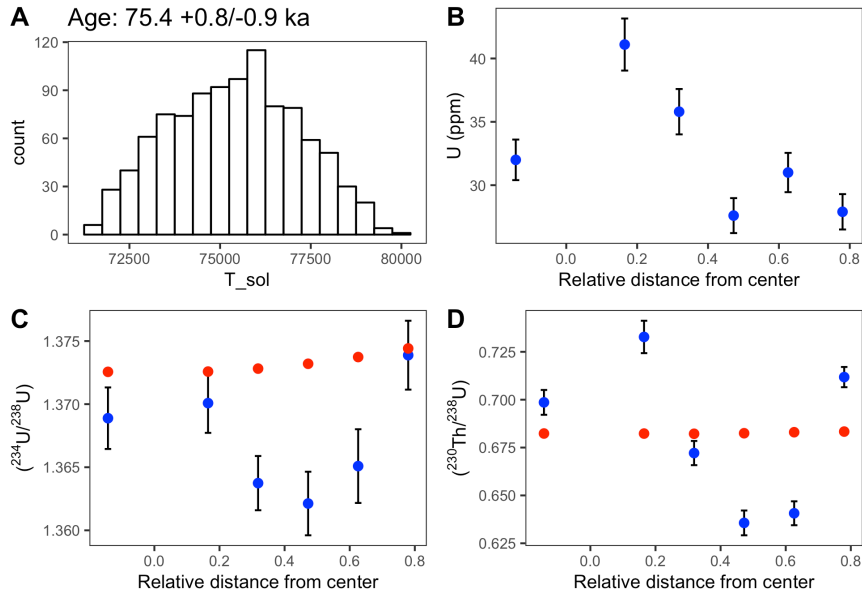 A Age: 75.4 +0.8/-0.9 ka
120
90
60
30
0
count
72500 75000 77500 80000
T_sol
B
40
35
30
U (ppm)
0.0 0.2 0.4 0.6 0.8
Relative distance from center
C
1.375
1.370
1.365
1.360
(²³⁴U/²³⁸U)
0.0 0.2 0.4 0.6 0.8
Relative distance from center
D
0.725
0.700
0.675
0.650
0.625
(²³⁰Th/²³⁸U)
0.0 0.2 0.4 0.6 0.8
Relative distance from center